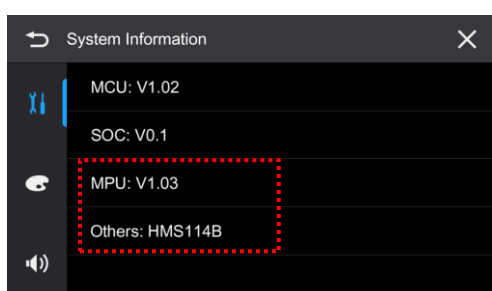 System Information
MCU: V1.02
SOC: V0.1
MPU: V1.03
Others: HMS114B